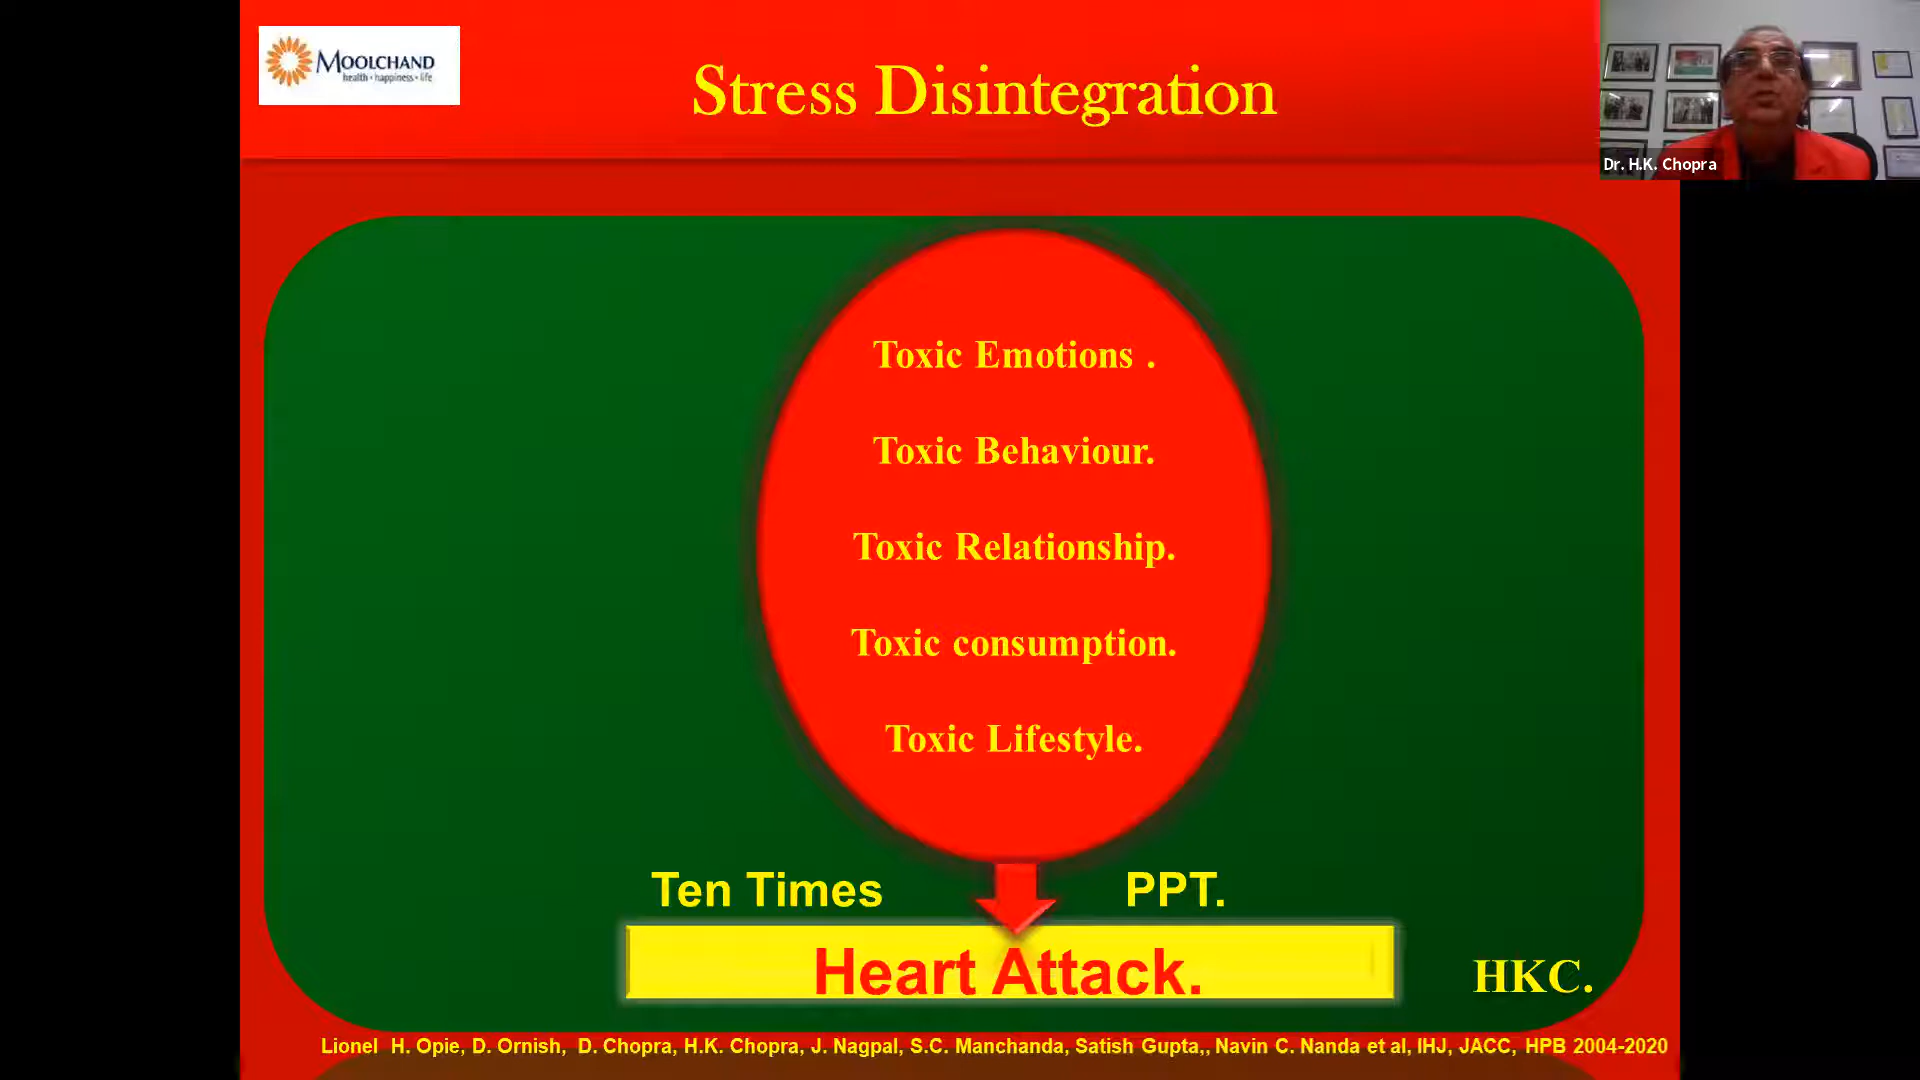 MOOLCHAND
health • happiness • life
Stress Disintegration
Dr. H.K. Chopra
Toxic Emotions .
Toxic Behaviour.
Toxic Relationship.
Toxic consumption.
Toxic Lifestyle.
Ten Times PPT.
Heart Attack.
HKC.
Lionel H. Opie, D. Ornish, D. Chopra, H.K. Chopra, J. Nagpal, S.C. Manchanda, Satish Gupta,, Navin C. Nanda et al, IHJ, JACC, HPB 2004-2020